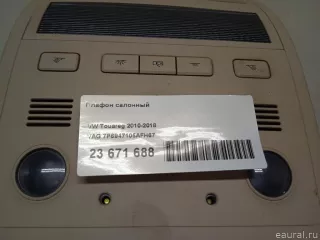 Плафон салонный
VW Touareg 2010-2018
VAG 7P6947105AFH67
23 671 688
eaural.ru